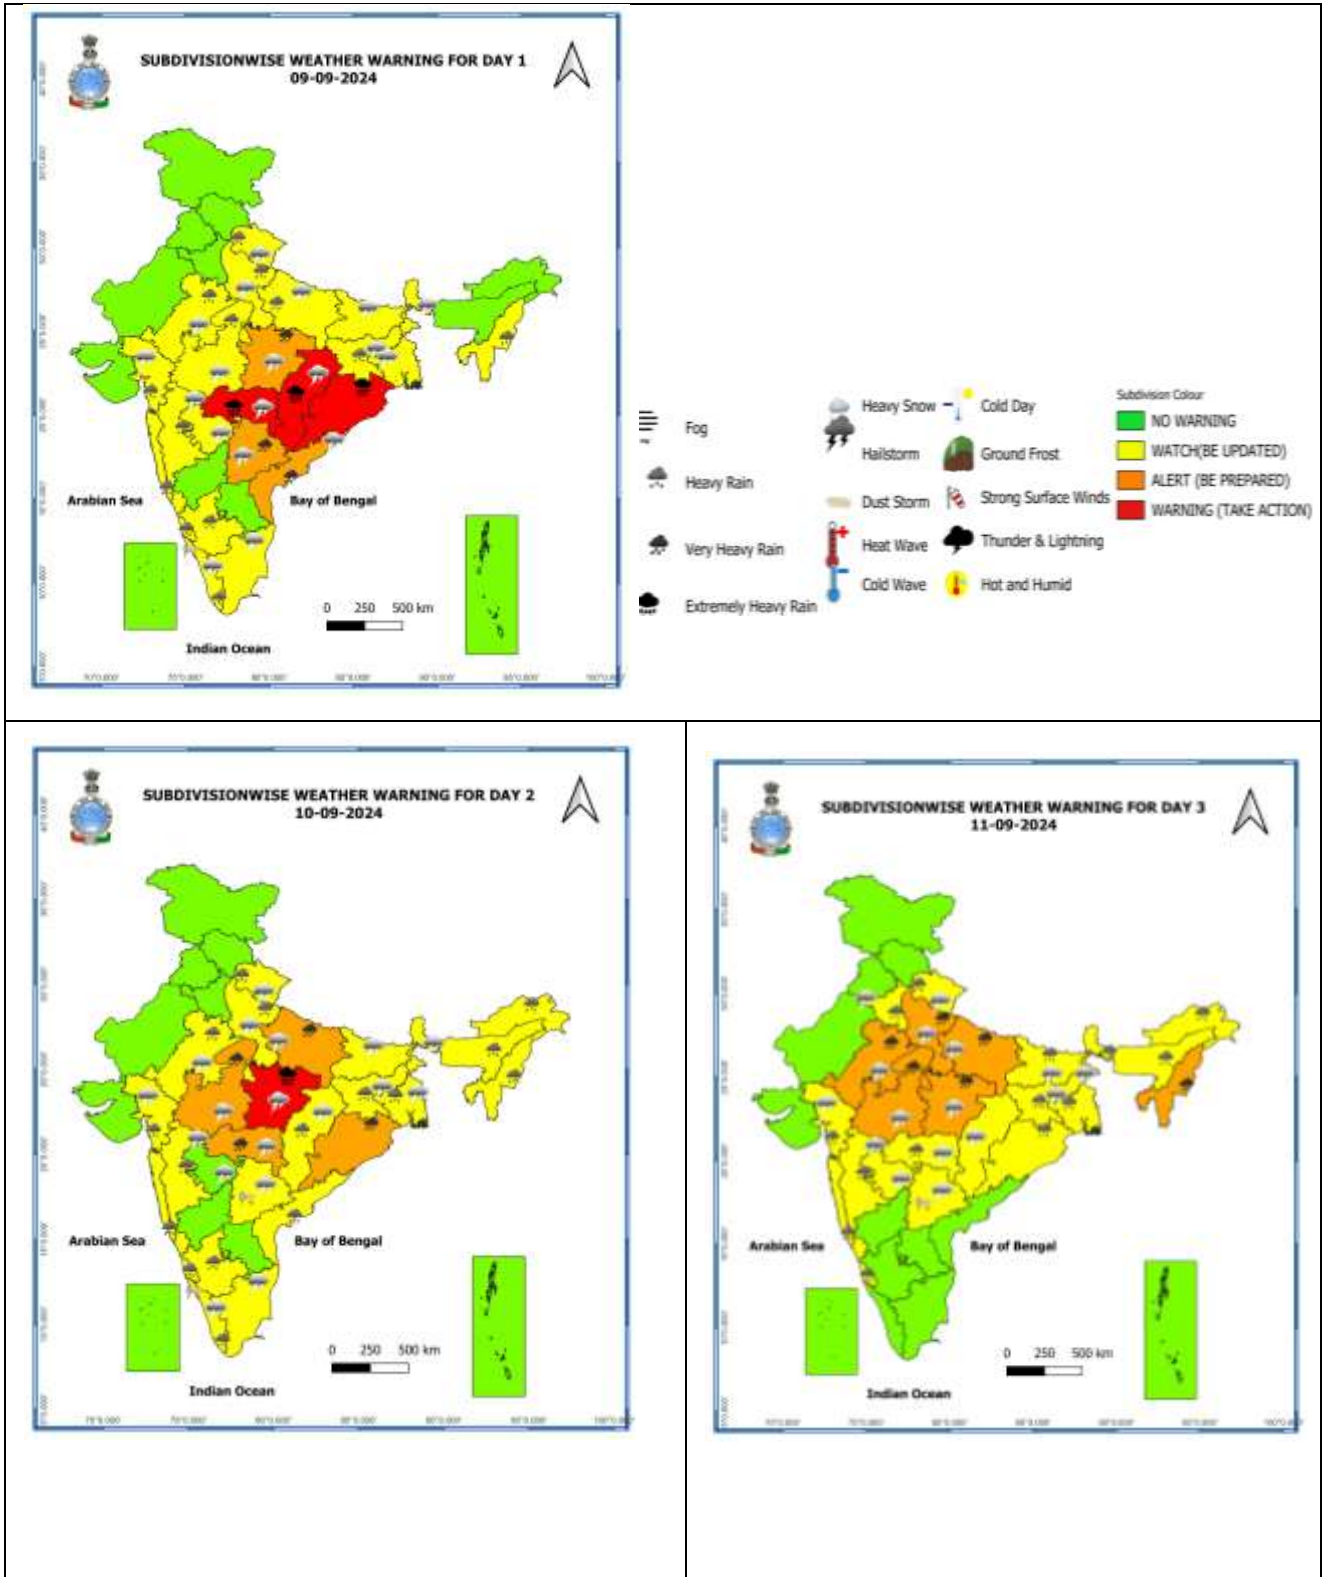 SUBDIVISIONWISE WEATHER WARNING FOR DAY 1
09-09-2024
Arabian Sea
Bay of Bengal
0 250 500 km
Indian Ocean
Fog
Heavy Rain
Very Heavy Rain
Extremely Heavy Rain
Heavy Snow
Hailstorm
Dust Storm
Heat Wave
Cold Wave
Cold Day
Ground Frost
Strong Surface Winds
Thunder & Lightning
Hot and Humid
Subdivision Colour
NO WARNING
WATCH(BE UPDATED)
ALERT (BE PREPARED)
WARNING (TAKE ACTION)
SUBDIVISIONWISE WEATHER WARNING FOR DAY 2
10-09-2024
Arabian Sea
Bay of Bengal
0 250 500 km
Indian Ocean
SUBDIVISIONWISE WEATHER WARNING FOR DAY 3
11-09-2024
Arabian Sea
Bay of Bengal
0 250 500 km
Indian Ocean